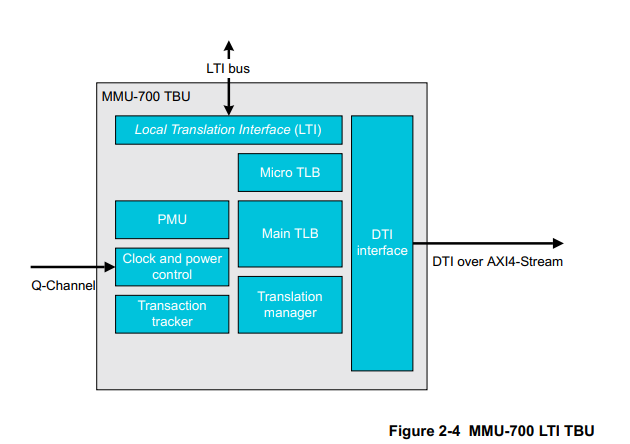 LTI bus
MMU-700 TBU
Local Translation Interface (LTI)
Micro TLB
PMU
Main TLB
DTI
interface
Clock and power
control
Q-Channel
DTI over AXI4-Stream
Translation
manager
Transaction
tracker
Figure 2-4 MMU-700 LTI TBU